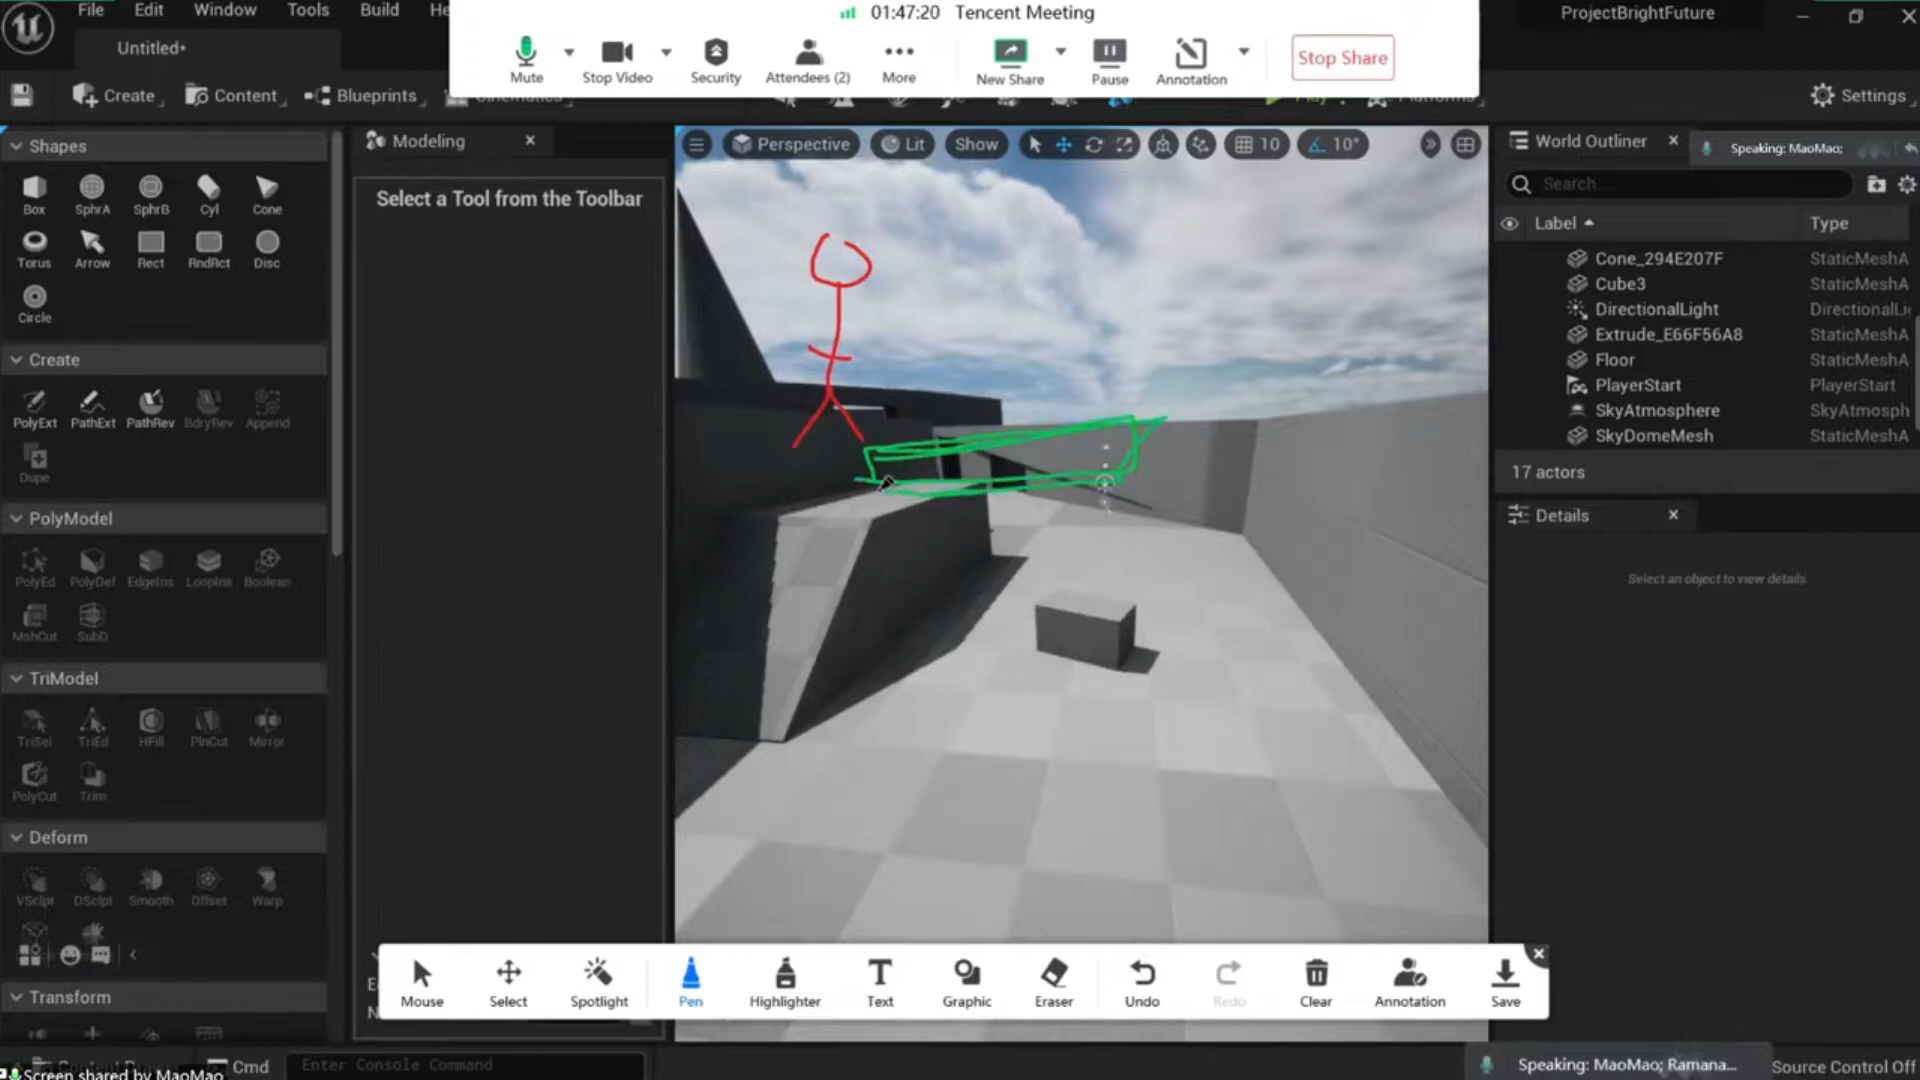 File Edit Window Tools Build He
01:47:20 Tencent Meeting
ProjectBrightFuture
Untitled•
Mute Stop Video Security Attendees (2) More New Share Pause Annotation Stop Share
Create Content Blueprints Cinematics Play Platforms Settings
Shapes
Box SphrA SphrB Cyl Cone
Torus Arrow Rect RndRct Disc
Circle
Create
PolyExt PathExt PathRev BdryRev Append
Dupe
PolyModel
PolyEd PolyDef EdgeIns LoopIns Boolean
MshCut SubD
TriModel
TriSel TriEd HFill PlnCut Mirror
PolyCut Trim
Deform
VSclpt DSclpt Smooth Offset Warp
Transform
Modeling
Select a Tool from the Toolbar
Perspective Lit Show 10 10°
World Outliner
Speaking: MaoMao;
Search...
Label Type
Cone_294E207F StaticMeshA
Cube3 StaticMeshA
DirectionalLight DirectionalLi
Extrude_E66F56A8 StaticMeshA
Floor StaticMeshA
PlayerStart PlayerStart
SkyAtmosphere SkyAtmosph
SkyDomeMesh StaticMeshA
17 actors
Details
Select an object to view details
Mouse Select Spotlight Pen Highlighter Text Graphic Eraser Undo Redo Clear Annotation Save
Cmd Enter Console Command
Speaking: MaoMao; Ramana...
Source Control Off
Screen shared by MaoMao